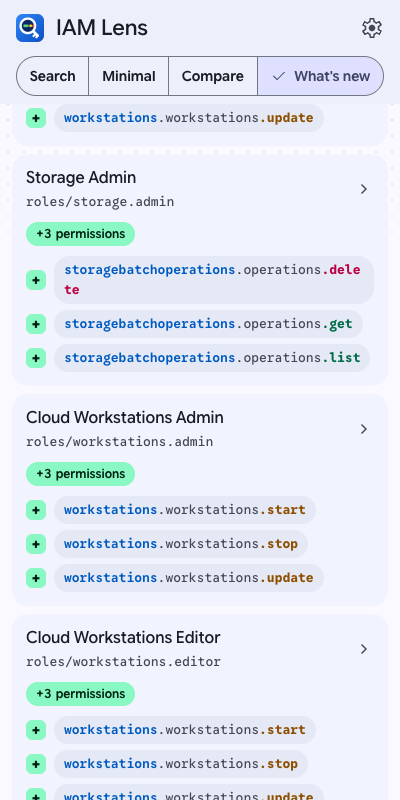 IAM Lens
Search
Minimal
Compare
What's new
+ workstations.workstations.update
Storage Admin
roles/storage.admin
+3 permissions
+ storagebatchoperations.operations.dele
te
+ storagebatchoperations.operations.get
+ storagebatchoperations.operations.list
Cloud Workstations Admin
roles/workstations.admin
+3 permissions
+ workstations.workstations.start
+ workstations.workstations.stop
+ workstations.workstations.update
Cloud Workstations Editor
roles/workstations.editor
+3 permissions
+ workstations.workstations.start
+ workstations.workstations.stop
+ workstations.workstations.update